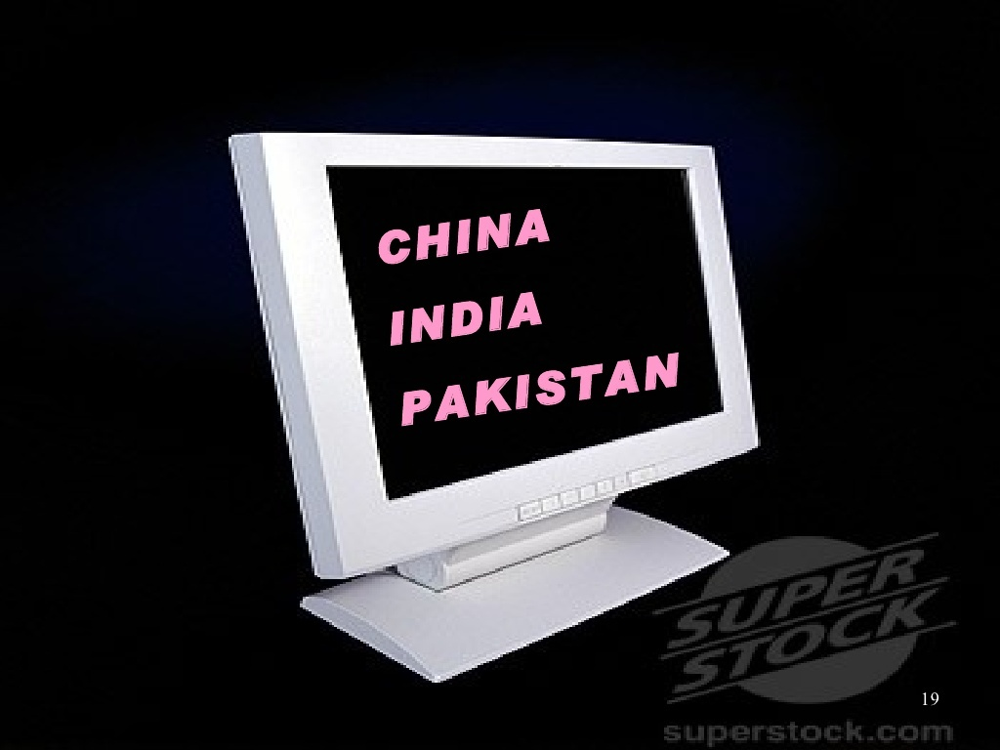 CHINA
INDIA
PAKISTAN
SUPER
STOCK
19
superstock.com